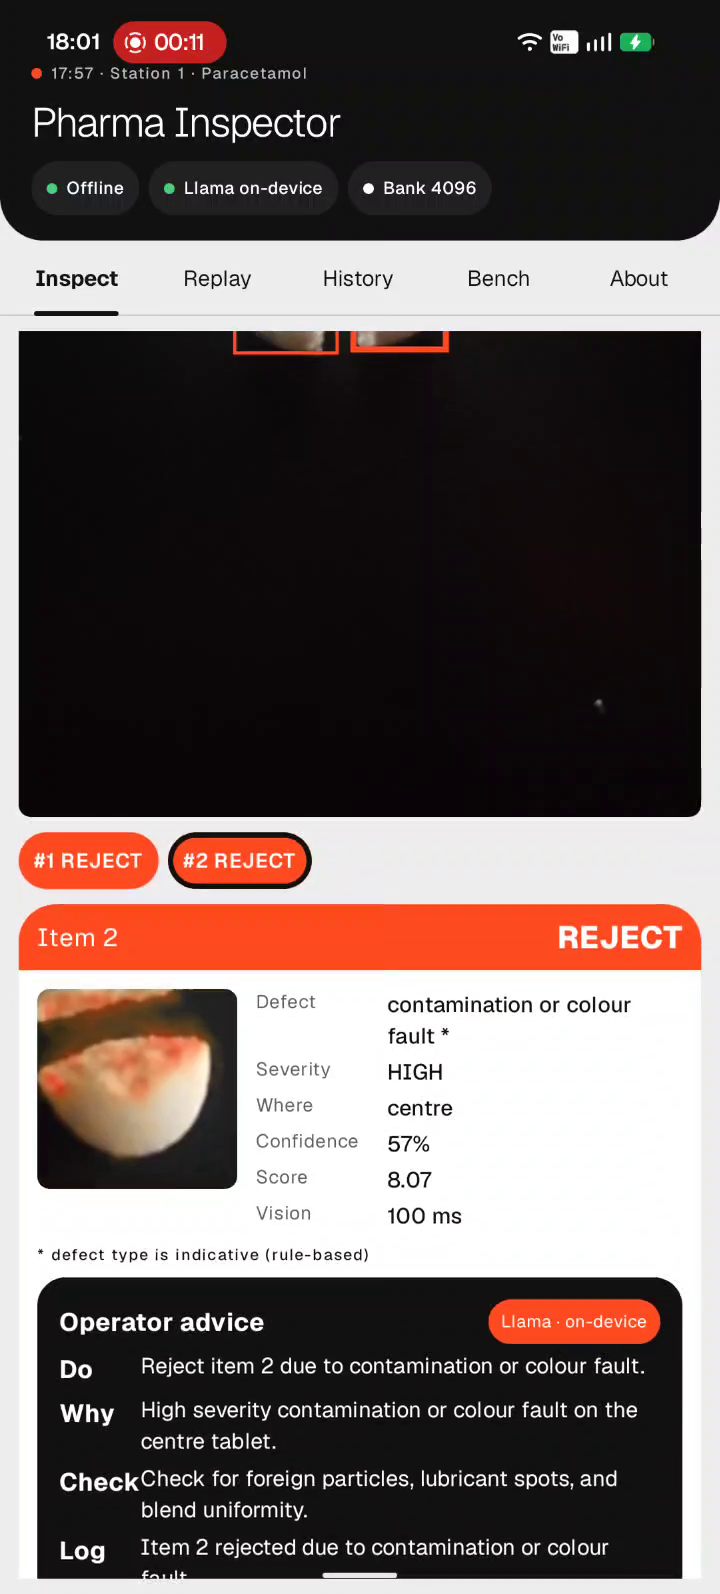 18:01
00:11
Vo
WiFi
17:57 · Station 1 · Paracetamol
Pharma Inspector
Offline
Llama on-device
Bank 4096
Inspect
Replay
History
Bench
About
#1 REJECT
#2 REJECT
Item 2
REJECT
Defect
contamination or colour
fault *
Severity
HIGH
Where
centre
Confidence
57%
Score
8.07
Vision
100 ms
* defect type is indicative (rule-based)
Operator advice
Llama · on-device
Do
Reject item 2 due to contamination or colour fault.
Why
High severity contamination or colour fault on the
centre tablet.
Check
Check for foreign particles, lubricant spots, and
blend uniformity.
Log
Item 2 rejected due to contamination or colour
fault